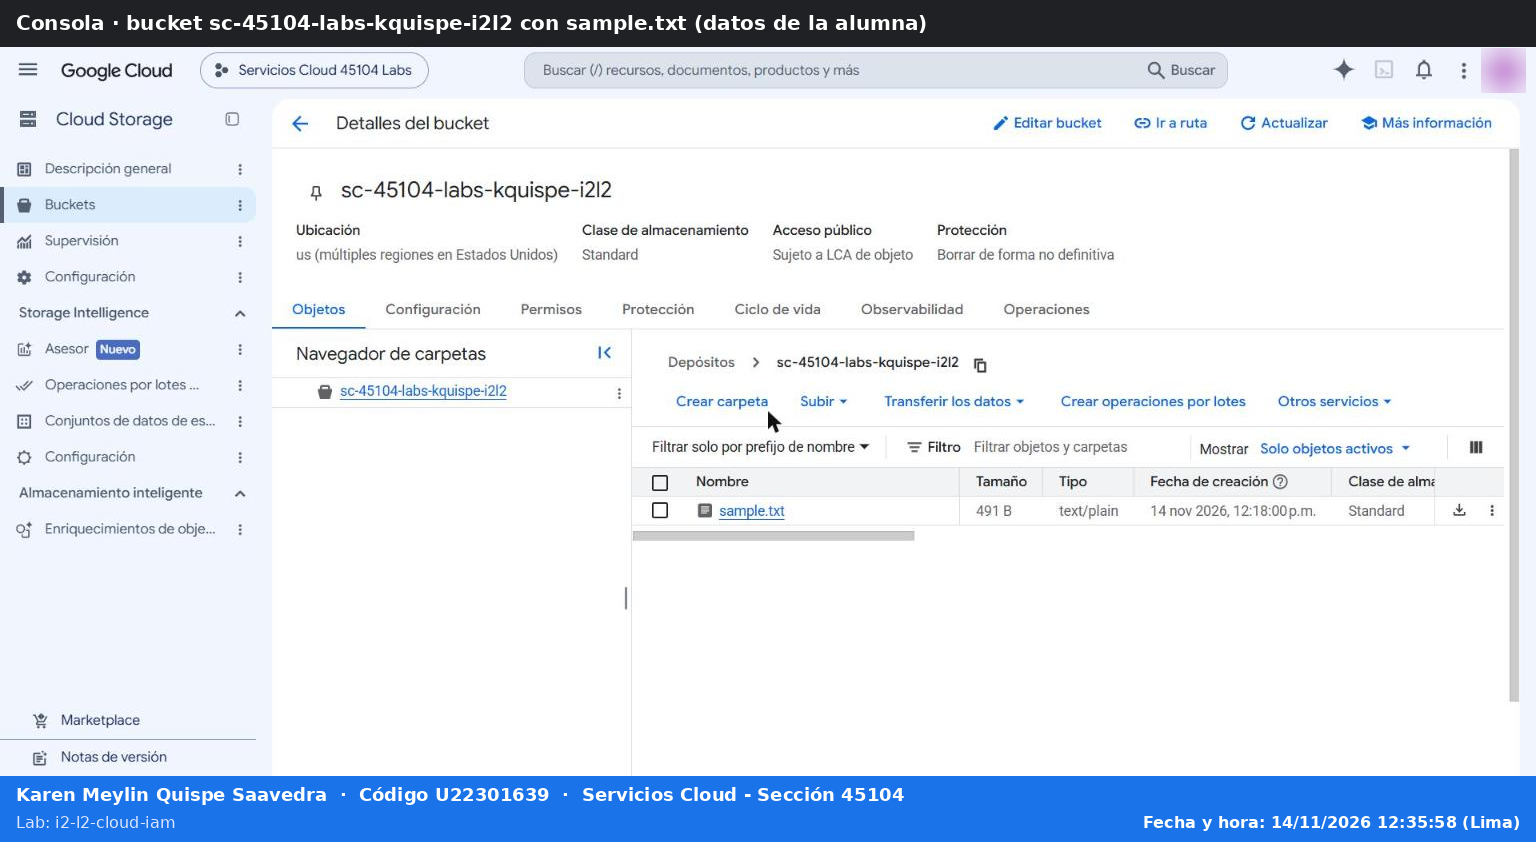 Consola · bucket sc-45104-labs-kquispe-i2l2 con sample.txt (datos de la alumna)
Google Cloud
Servicios Cloud 45104 Labs
Buscar (/) recursos, documentos, productos y más
Buscar
Cloud Storage
Detalles del bucket
Editar bucket
Ir a ruta
Actualizar
Más información
Descripción general
Buckets
Supervisión
Configuración
Storage Intelligence
Asesor Nuevo
Operaciones por lotes ...
Conjuntos de datos de es...
Configuración
Almacenamiento inteligente
Enriquecimientos de obje...
Marketplace
Notas de versión
sc-45104-labs-kquispe-i2l2
Ubicación Clase de almacenamiento Acceso público Protección
us (múltiples regiones en Estados Unidos) Standard Sujeto a LCA de objeto Borrar de forma no definitiva
Objetos Configuración Permisos Protección Ciclo de vida Observabilidad Operaciones
Navegador de carpetas
sc-45104-labs-kquispe-i2l2
Depósitos sc-45104-labs-kquispe-i2l2
Crear carpeta Subir Transferir los datos Crear operaciones por lotes Otros servicios
Filtrar solo por prefijo de nombre Filtro Filtrar objetos y carpetas Mostrar Solo objetos activos
Nombre Tamaño Tipo Fecha de creación Clase de alma
sample.txt 491 B text/plain 14 nov 2026, 12:18:00 p.m. Standard
Karen Meylin Quispe Saavedra · Código U22301639 · Servicios Cloud - Sección 45104
Lab: i2-l2-cloud-iam
Fecha y hora: 14/11/2026 12:35:58 (Lima)